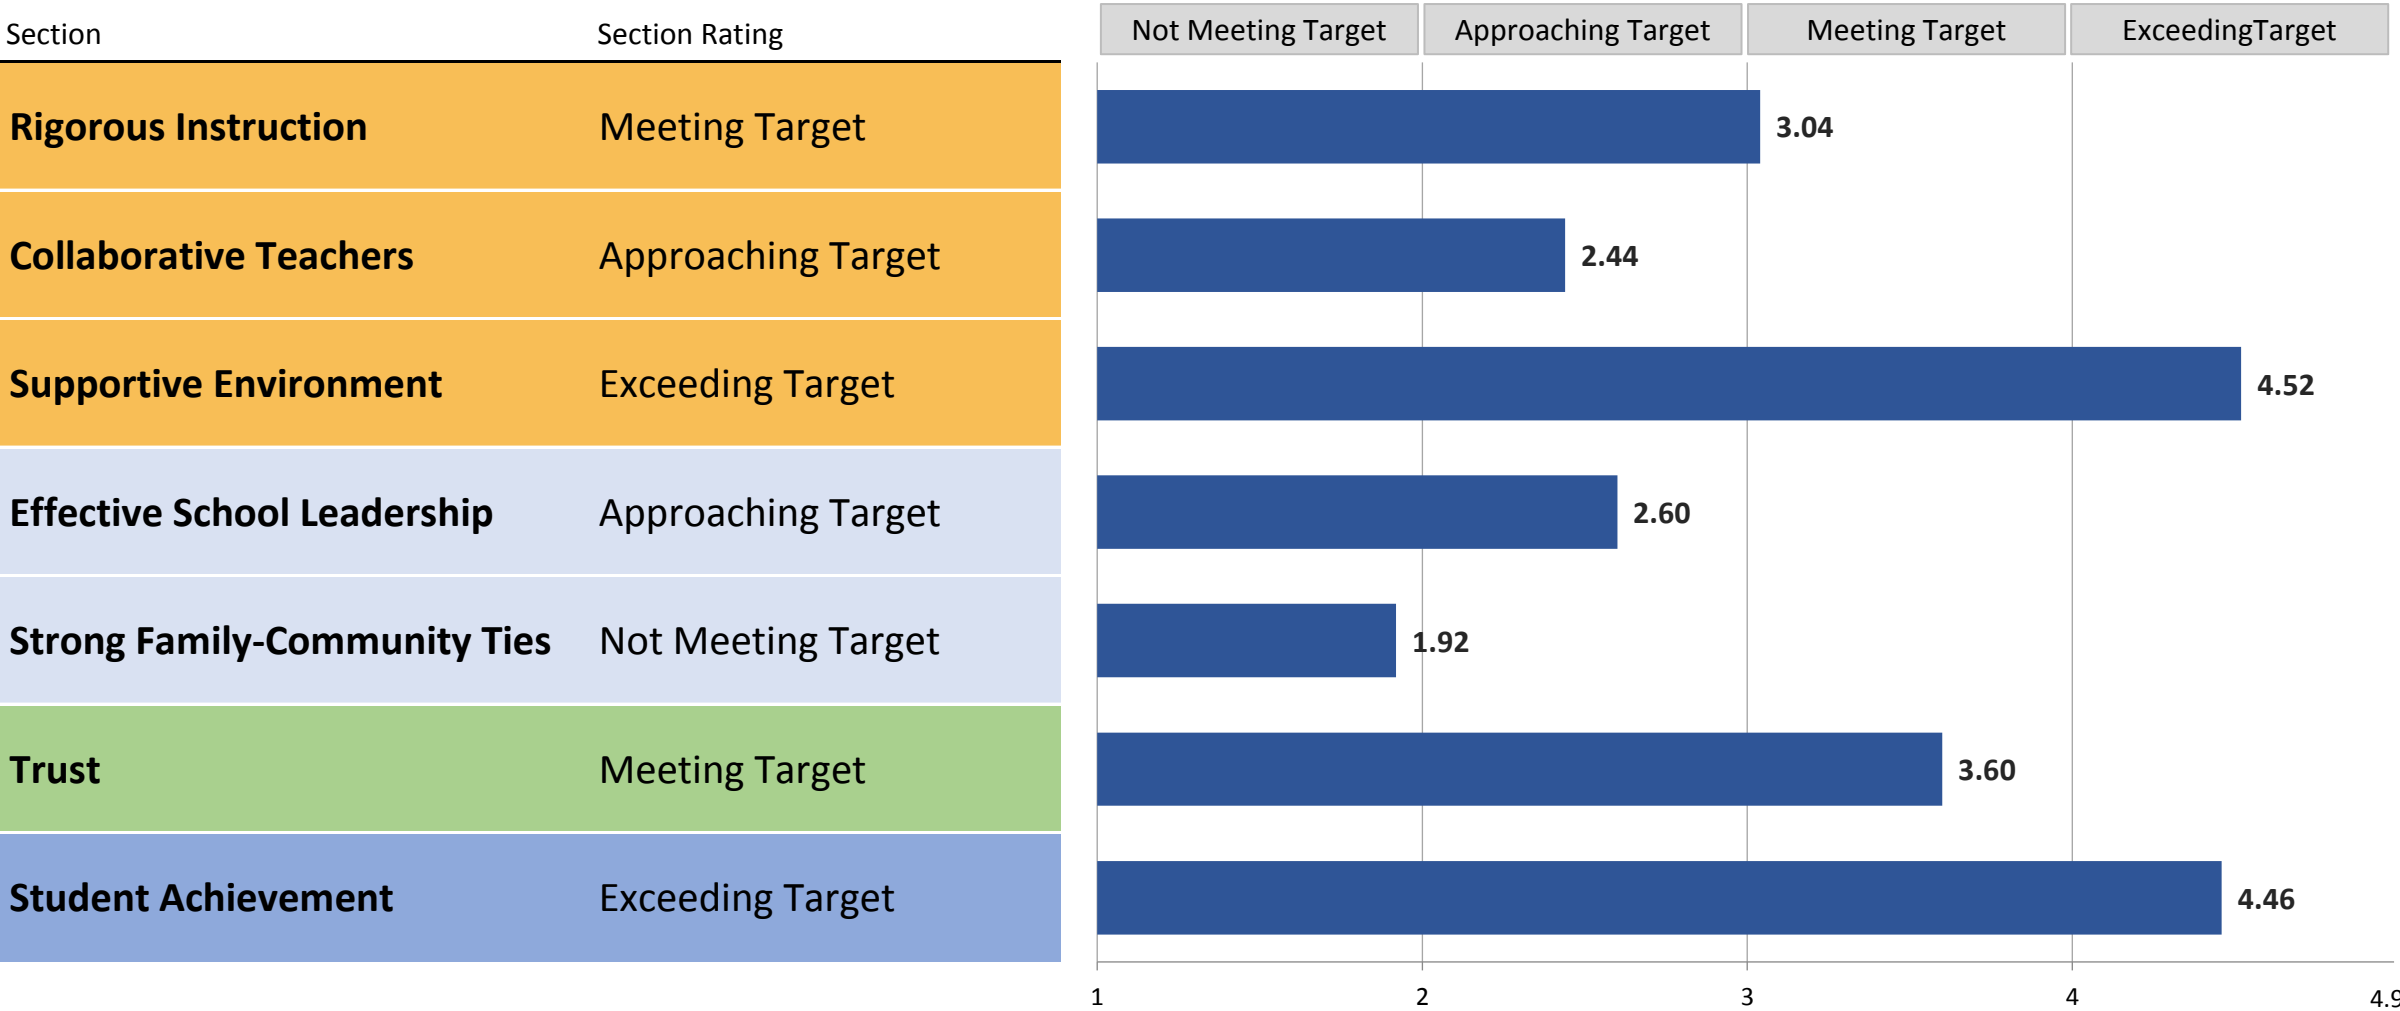 Section Section Rating Not Meeting Target Approaching Target Meeting Target ExceedingTarget
Rigorous Instruction Meeting Target 3.04
Collaborative Teachers Approaching Target 2.44
Supportive Environment Exceeding Target 4.52
Effective School Leadership Approaching Target 2.60
Strong Family-Community Ties Not Meeting Target 1.92
Trust Meeting Target 3.60
Student Achievement Exceeding Target 4.46
1 2 3 4 4.9